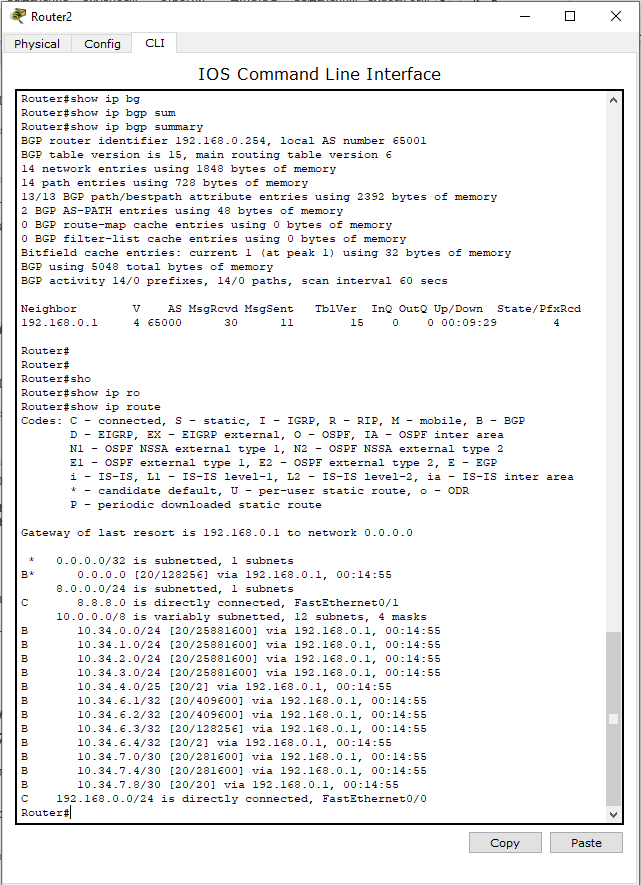 Router2
Physical Config CLI
IOS Command Line Interface
Router#show ip bg
Router#show ip bgp sum
Router#show ip bgp summary
BGP router identifier 192.168.0.254, local AS number 65001
BGP table version is 15, main routing table version 6
14 network entries using 1848 bytes of memory
14 path entries using 728 bytes of memory
13/13 BGP path/bestpath attribute entries using 2392 bytes of memory
2 BGP AS-PATH entries using 48 bytes of memory
0 BGP route-map cache entries using 0 bytes of memory
0 BGP filter-list cache entries using 0 bytes of memory
Bitfield cache entries: current 1 (at peak 1) using 32 bytes of memory
BGP using 5048 total bytes of memory
BGP activity 14/0 prefixes, 14/0 paths, scan interval 60 secs
Neighbor V AS MsgRcvd MsgSent TblVer InQ OutQ Up/Down State/PfxRcd
192.168.0.1 4 65000 30 11 15 0 0 00:09:29 4
Router#
Router#
Router#sho
Router#show ip ro
Router#show ip route
Codes: C - connected, S - static, I - IGRP, R - RIP, M - mobile, B - BGP
D - EIGRP, EX - EIGRP external, O - OSPF, IA - OSPF inter area
N1 - OSPF NSSA external type 1, N2 - OSPF NSSA external type 2
E1 - OSPF external type 1, E2 - OSPF external type 2, E - EGP
i - IS-IS, L1 - IS-IS level-1, L2 - IS-IS level-2, ia - IS-IS inter area
* - candidate default, U - per-user static route, o - ODR
P - periodic downloaded static route
Gateway of last resort is 192.168.0.1 to network 0.0.0.0
* 0.0.0.0/32 is subnetted, 1 subnets
B* 0.0.0.0 [20/128256] via 192.168.0.1, 00:14:55
8.0.0.0/24 is subnetted, 1 subnets
C 8.8.8.0 is directly connected, FastEthernet0/1
10.0.0.0/8 is variably subnetted, 12 subnets, 4 masks
B 10.34.0.0/24 [20/25881600] via 192.168.0.1, 00:14:55
B 10.34.1.0/24 [20/25881600] via 192.168.0.1, 00:14:55
B 10.34.2.0/24 [20/25881600] via 192.168.0.1, 00:14:55
B 10.34.3.0/24 [20/25881600] via 192.168.0.1, 00:14:55
B 10.34.4.0/25 [20/2] via 192.168.0.1, 00:14:55
B 10.34.6.1/32 [20/409600] via 192.168.0.1, 00:14:55
B 10.34.6.2/32 [20/409600] via 192.168.0.1, 00:14:55
B 10.34.6.3/32 [20/128256] via 192.168.0.1, 00:14:55
B 10.34.6.4/32 [20/2] via 192.168.0.1, 00:14:55
B 10.34.7.0/30 [20/281600] via 192.168.0.1, 00:14:55
B 10.34.7.4/30 [20/281600] via 192.168.0.1, 00:14:55
B 10.34.7.8/30 [20/20] via 192.168.0.1, 00:14:55
C 192.168.0.0/24 is directly connected, FastEthernet0/0
Router#
Copy Paste